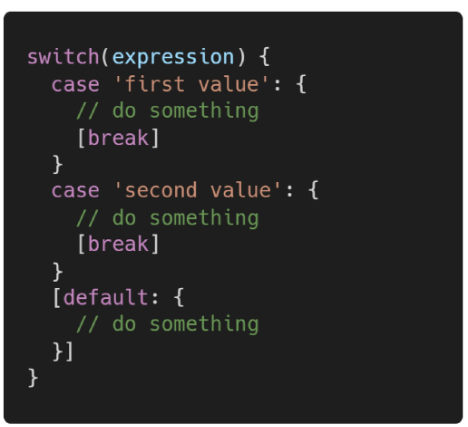 switch(expression) {
  case 'first value': {
    // do something
    [break]
  }
  case 'second value': {
    // do something
    [break]
  }
  [default: {
    // do something
  }]
}